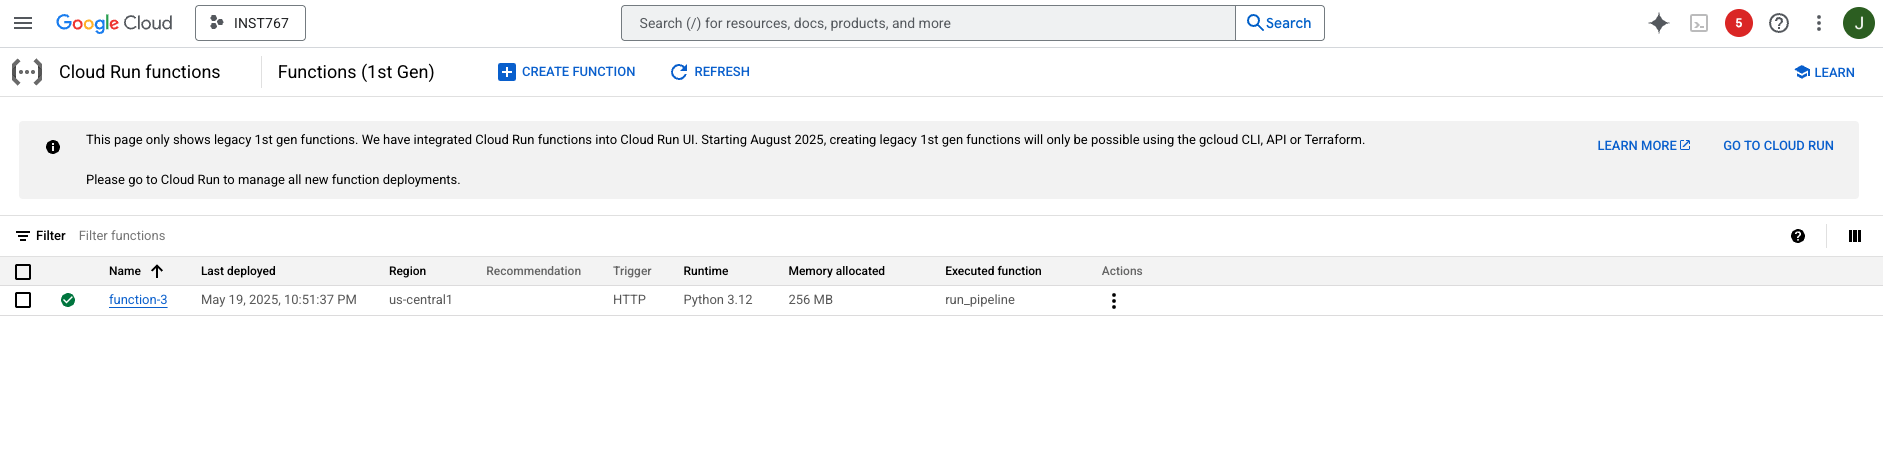 Google Cloud INST767 Search (/) for resources, docs, products, and more Search 5 J
Cloud Run functions Functions (1st Gen) CREATE FUNCTION REFRESH LEARN
This page only shows legacy 1st gen functions. We have integrated Cloud Run functions into Cloud Run UI. Starting August 2025, creating legacy 1st gen functions will only be possible using the gcloud CLI, API or Terraform.
LEARN MORE GO TO CLOUD RUN
Please go to Cloud Run to manage all new function deployments.
Filter Filter functions
Name Last deployed Region Recommendation Trigger Runtime Memory allocated Executed function Actions
function-3 May 19, 2025, 10:51:37 PM us-central1 HTTP Python 3.12 256 MB run_pipeline